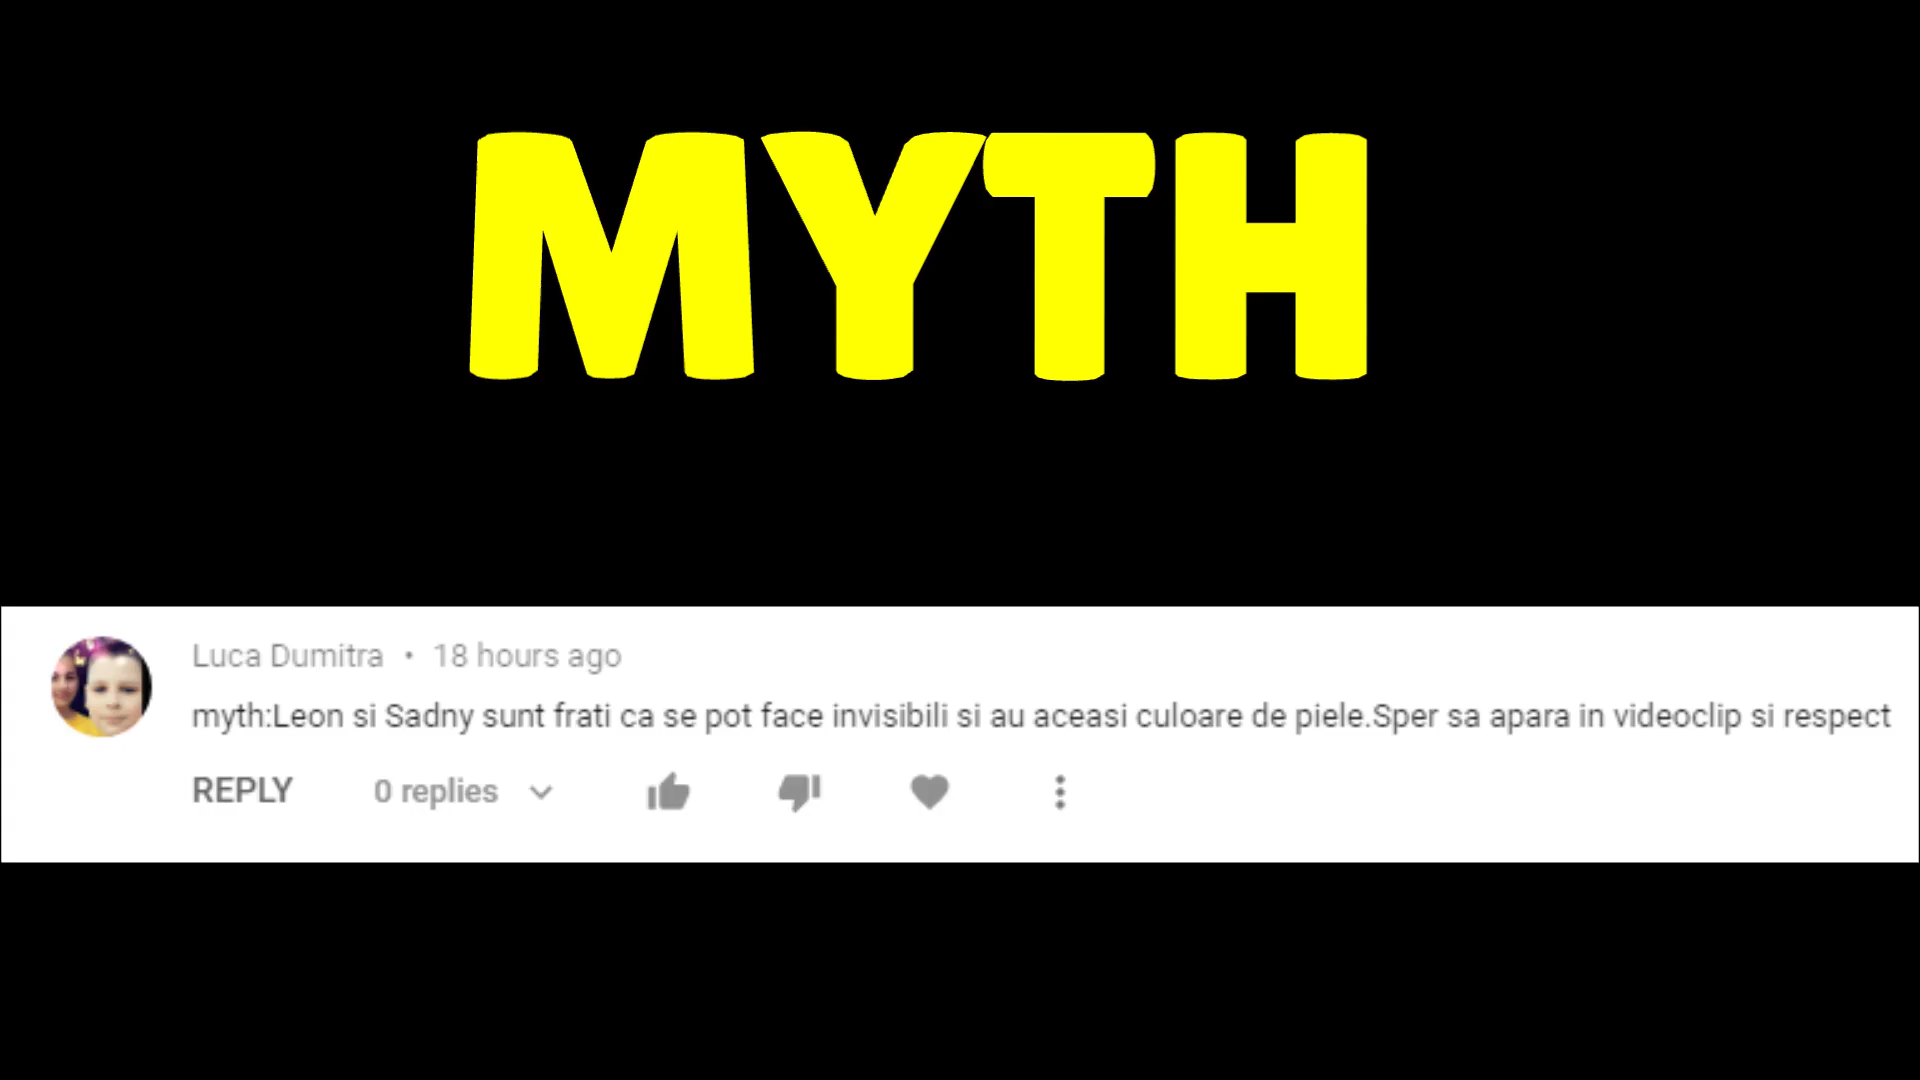 MYTH
Luca Dumitra • 18 hours ago
myth:Leon si Sadny sunt frati ca se pot face invisibili si au aceasi culoare de piele.Sper sa apara in videoclip si respect
REPLY 0 replies